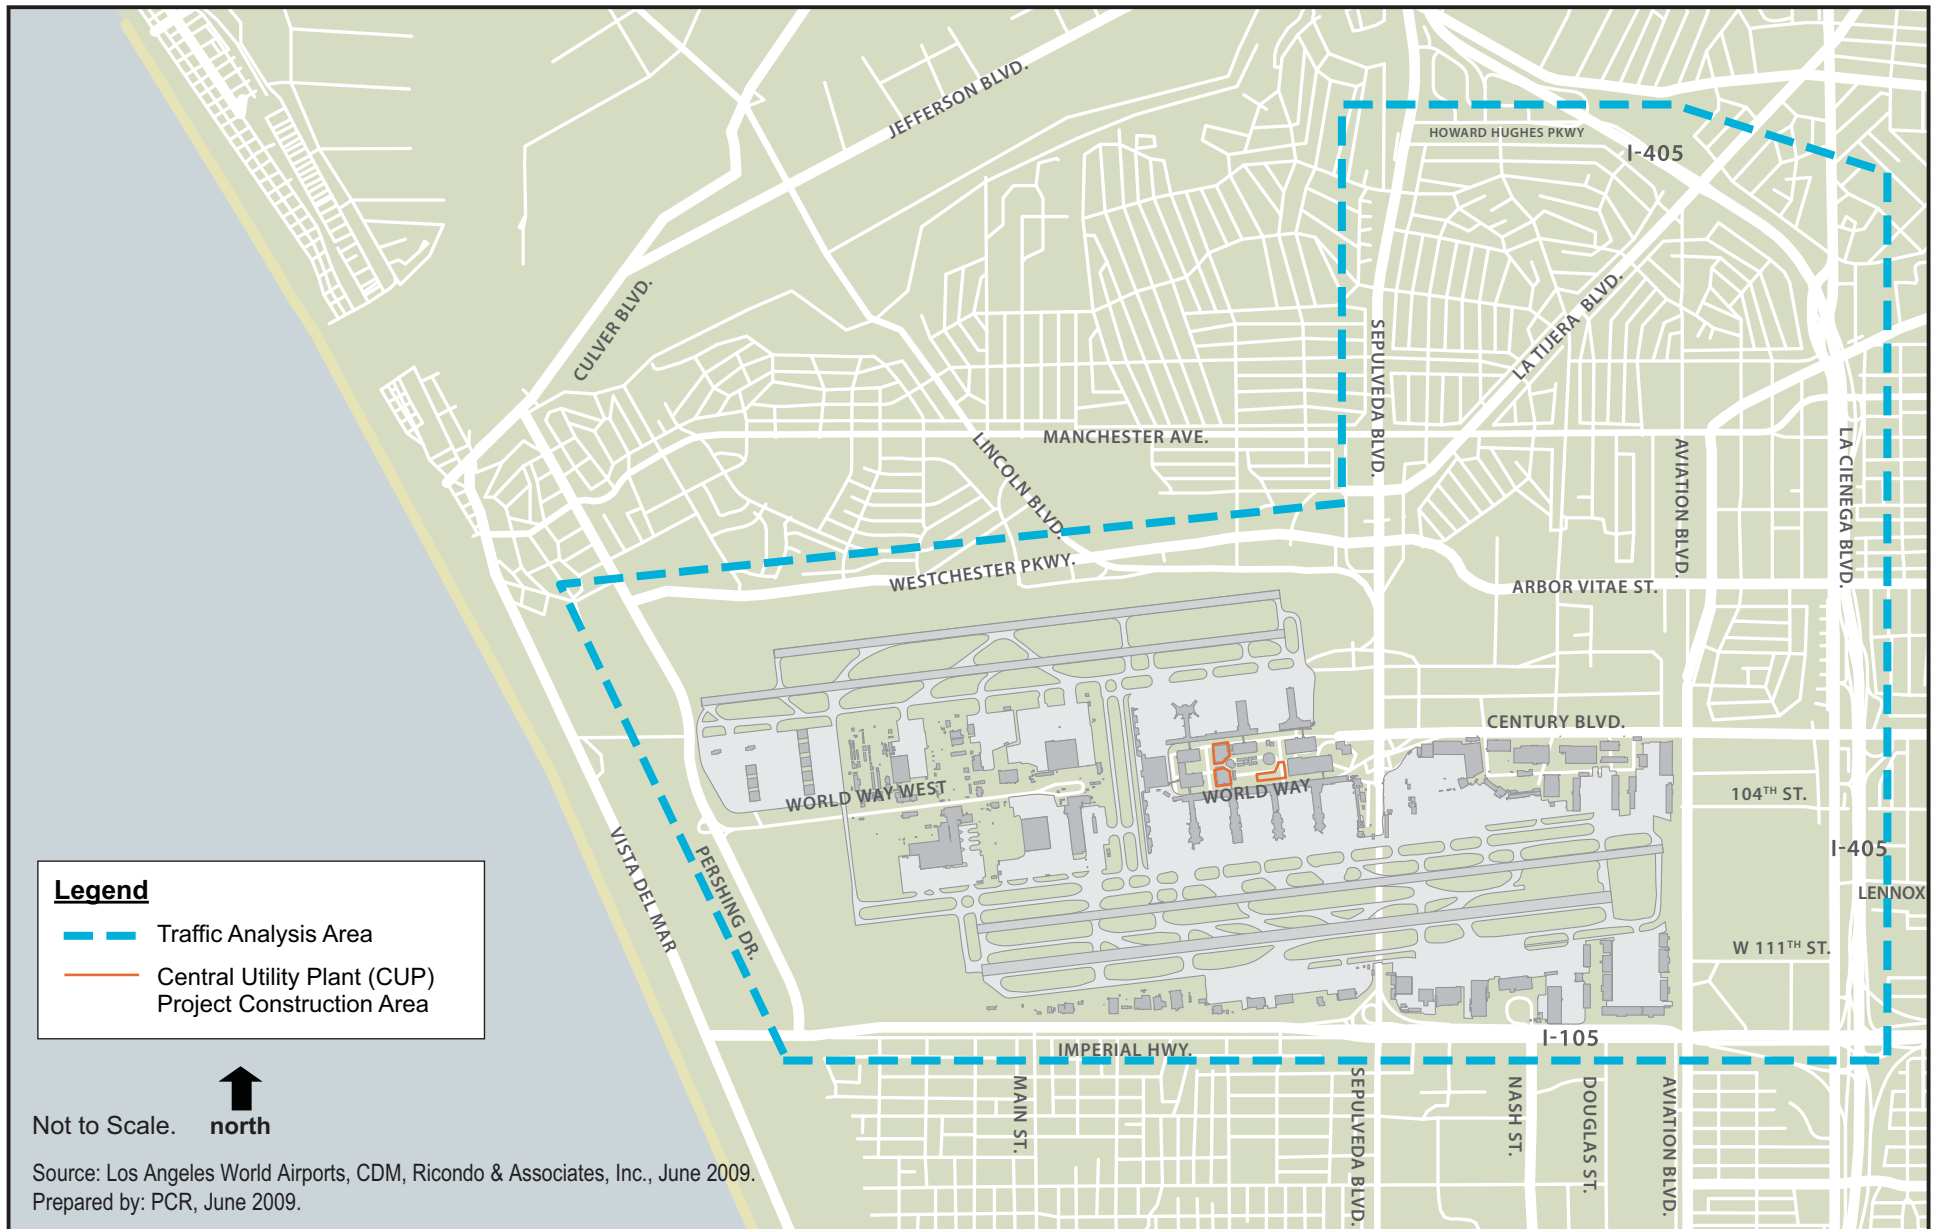 JEFFERSON BLVD.
HOWARD HUGHES PKWY
I-405
CULVER BLVD.
LA TIJERA BLVD.
SEPULVEDA BLVD.
MANCHESTER AVE.
LINCOLN BLVD.
AVIATION BLVD.
LA CIENEGA BLVD.
WESTCHESTER PKWY.
ARBOR VITAE ST.
CENTURY BLVD.
WORLD WAY WEST
WORLD WAY
104TH ST.
I-405
VISTA DEL MAR
PERSHING DR.
LENNOX
W 111TH ST.
I-105
IMPERIAL HWY.
MAIN ST.
SEPULVEDA BLVD.
NASH ST.
DOUGLAS ST.
AVIATION BLVD.
Legend
Traffic Analysis Area
Central Utility Plant (CUP)
Project Construction Area
Not to Scale.
north
Source: Los Angeles World Airports, CDM, Ricondo & Associates, Inc., June 2009.
Prepared by: PCR, June 2009.